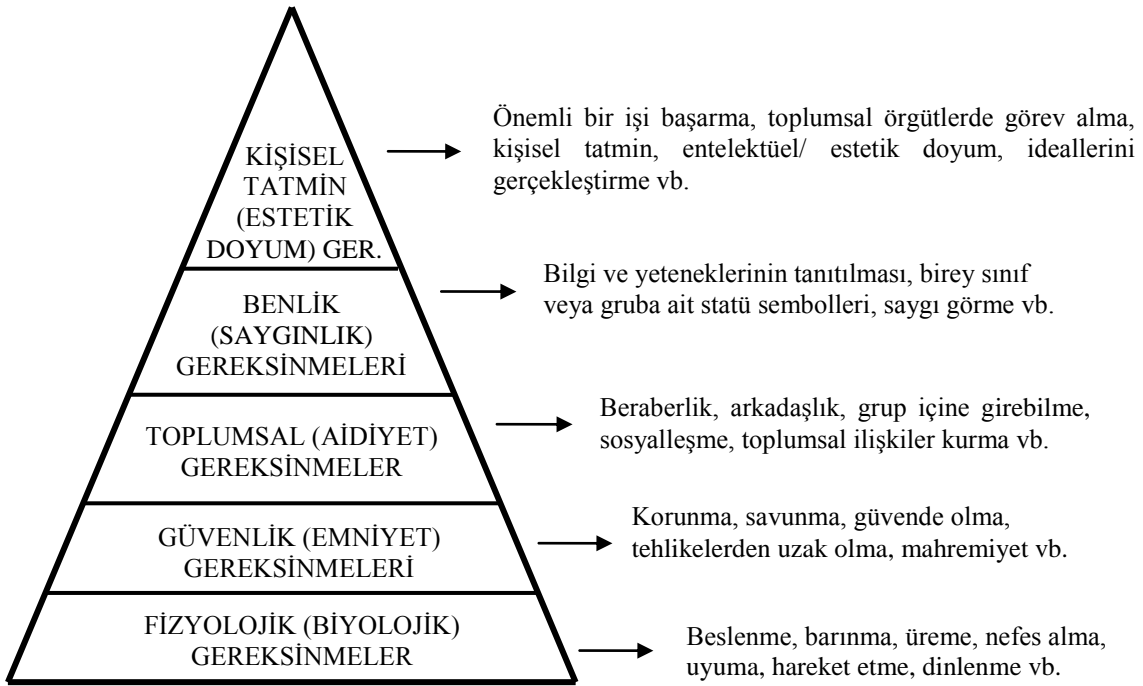 KİŞİSEL
TATMİN
(ESTETİK
DOYUM) GER.
Önemli bir işi başarma, toplumsal örgütlerde görev alma,
kişisel tatmin, entelektüel/ estetik doyum, ideallerini
gerçekleştirme vb.
BENLİK
(SAYGINLIK)
GEREKSİNMELERİ
Bilgi ve yeteneklerinin tanıtılması, birey sınıf
veya gruba ait statü sembolleri, saygı görme vb.
TOPLUMSAL (AİDİYET)
GEREKSİNMELER
Beraberlik, arkadaşlık, grup içine girebilme,
sosyalleşme, toplumsal ilişkiler kurma vb.
GÜVENLİK (EMNİYET)
GEREKSİNMELERİ
Korunma, savunma, güvende olma,
tehlikelerden uzak olma, mahremiyet vb.
FİZYOLOJİK (BİYOLOJİK)
GEREKSİNMELER
Beslenme, barınma, üreme, nefes alma,
uyuma, hareket etme, dinlenme vb.